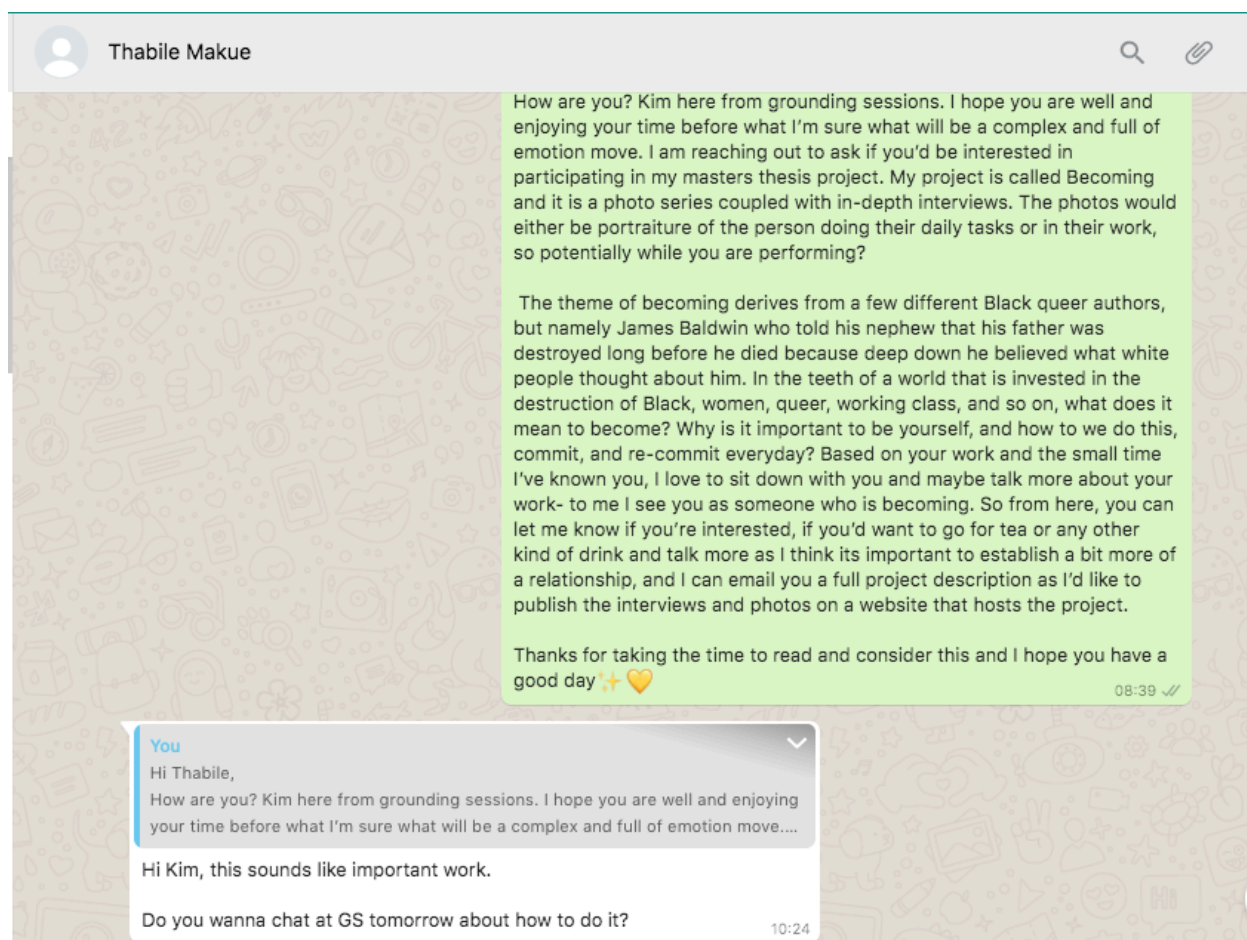 Thabile Makue
How are you? Kim here from grounding sessions. I hope you are well and
enjoying your time before what I'm sure what will be a complex and full of
emotion move. I am reaching out to ask if you'd be interested in
participating in my masters thesis project. My project is called Becoming
and it is a photo series coupled with in-depth interviews. The photos would
either be portraiture of the person doing their daily tasks or in their work,
so potentially while you are performing?
The theme of becoming derives from a few different Black queer authors,
but namely James Baldwin who told his nephew that his father was
destroyed long before he died because deep down he believed what white
people thought about him. In the teeth of a world that is invested in the
destruction of Black, women, queer, working class, and so on, what does it
mean to become? Why is it important to be yourself, and how to we do this,
commit, and re-commit everyday? Based on your work and the small time
I've known you, I love to sit down with you and maybe talk more about your
work- to me I see you as someone who is becoming. So from here, you can
let me know if you're interested, if you'd want to go for tea or any other
kind of drink and talk more as I think its important to establish a bit more of
a relationship, and I can email you a full project description as I'd like to
publish the interviews and photos on a website that hosts the project.
Thanks for taking the time to read and consider this and I hope you have a
good day✨💛
08:39
You
Hi Thabile,
How are you? Kim here from grounding sessions. I hope you are well and enjoying
your time before what I'm sure what will be a complex and full of emotion move....
Hi Kim, this sounds like important work.
Do you wanna chat at GS tomorrow about how to do it?
10:24